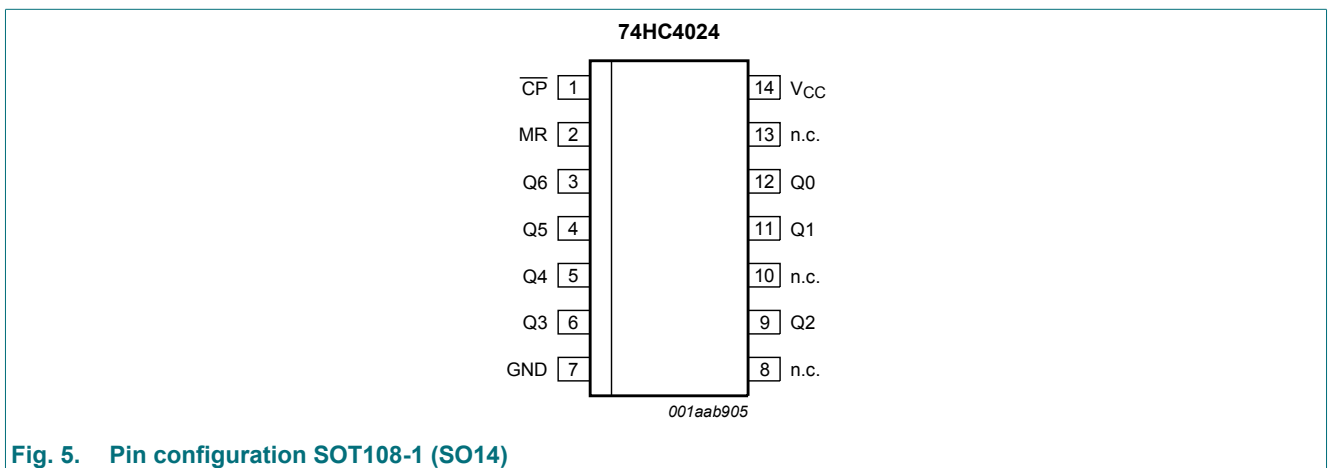 74HC4024
CP 1 14 VCC
MR 2 13 n.c.
Q6 3 12 Q0
Q5 4 11 Q1
Q4 5 10 n.c.
Q3 6 9 Q2
GND 7 8 n.c.
001aab905
Fig. 5. Pin configuration SOT108-1 (SO14)